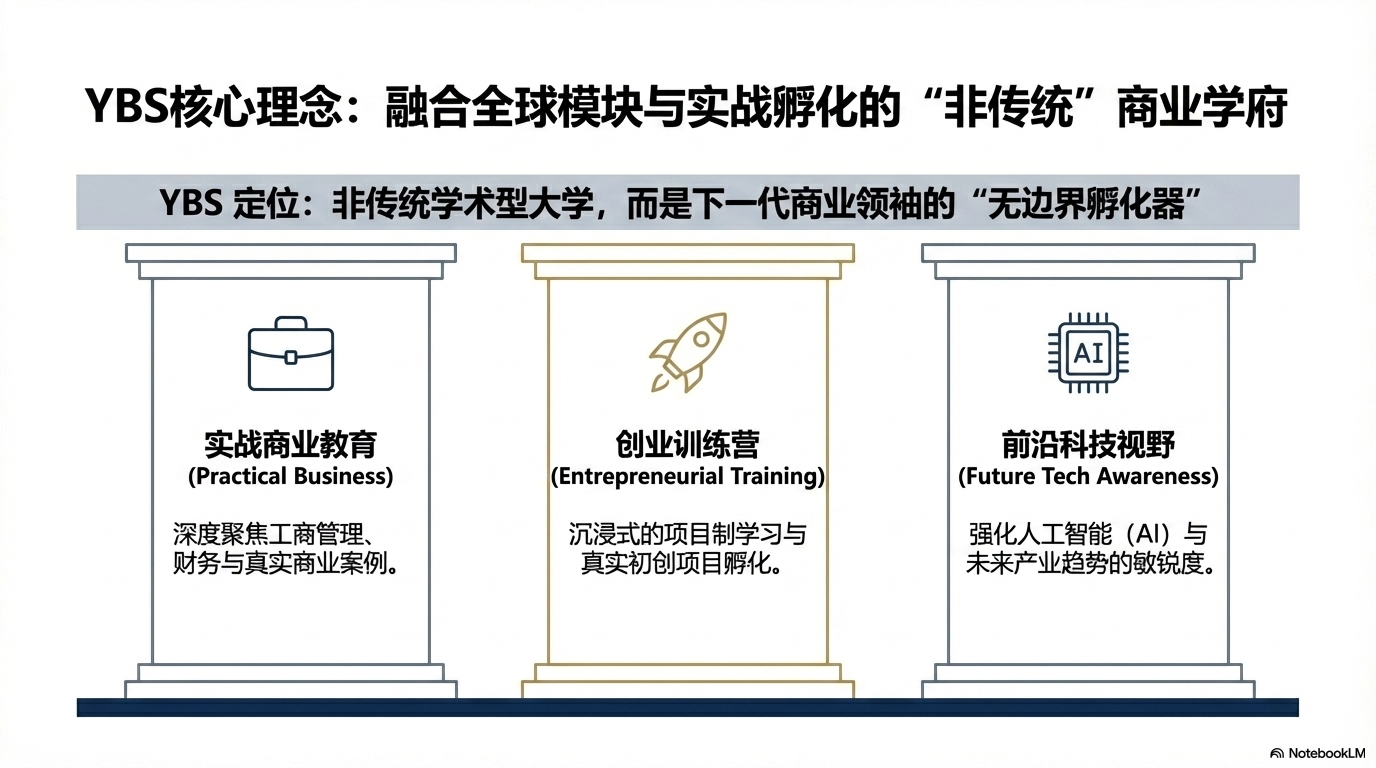 YBS核心理念：融合全球模块与实战孵化的“非传统”商业学府
YBS 定位：非传统学术型大学，而是下一代商业领袖的“无边界孵化器”
实战商业教育
(Practical Business)
深度聚焦工商管理、
财务与真实商业案例。
创业训练营
(Entrepreneurial Training)
沉浸式的项目制学习与
真实初创项目孵化。
AI
前沿科技视野
(Future Tech Awareness)
强化人工智能（AI）与
未来产业趋势的敏锐度。
NotebookLM